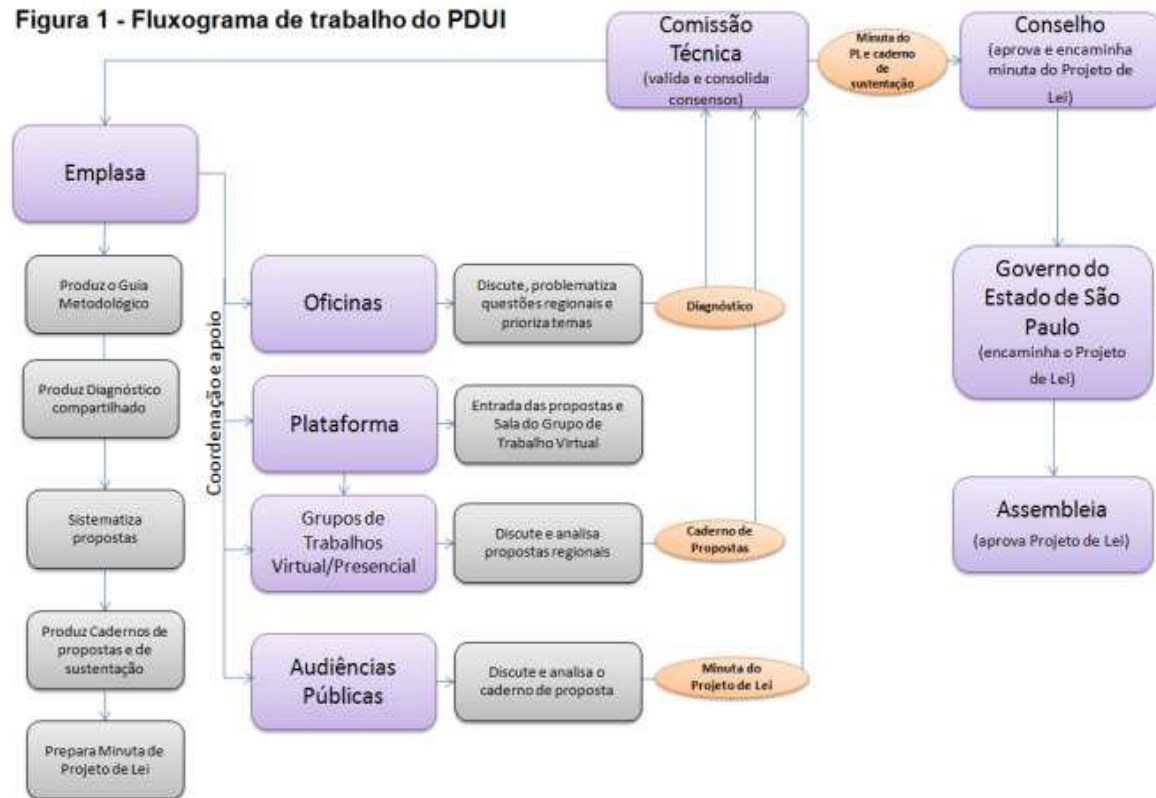 Figura 1 - Fluxograma de trabalho do PDUI
Comissão
Técnica
(valida e consolida
consensos)
Minuta do
PL e caderno
de
sustentação
Conselho
(aprova e encaminha
minuta do Projeto de
Lei)
Emplasa
Produz o Guia
Metodológico
Produz Diagnóstico
compartilhado
Sistematiza
propostas
Produz Cadernos de
propostas e de
sustentação
Prepara Minuta de
Projeto de Lei
Coordenação e apoio
Oficinas
Discute, problematiza
questões regionais e
prioriza temas
Diagnóstico
Plataforma
Entrada das propostas e
Sala do Grupo de
Trabalho Virtual
Grupos de
Trabalhos
Virtual/Presencial
Discute e analisa
propostas regionais
Caderno de
Propostas
Audiências
Públicas
Discute e analisa o
caderno de proposta
Minuta do
Projeto de Lei
Governo do
Estado de São
Paulo
(encaminha o Projeto
de Lei)
Assembleia
(aprova Projeto de Lei)